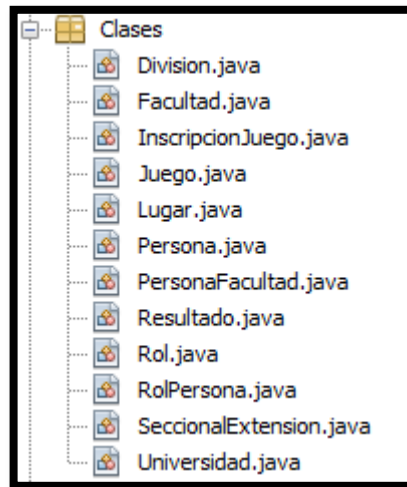 Clases
Division.java
Facultad.java
InscripcionJuego.java
Juego.java
Lugar.java
Persona.java
PersonaFacultad.java
Resultado.java
Rol.java
RolPersona.java
SeccionalExtension.java
Universidad.java